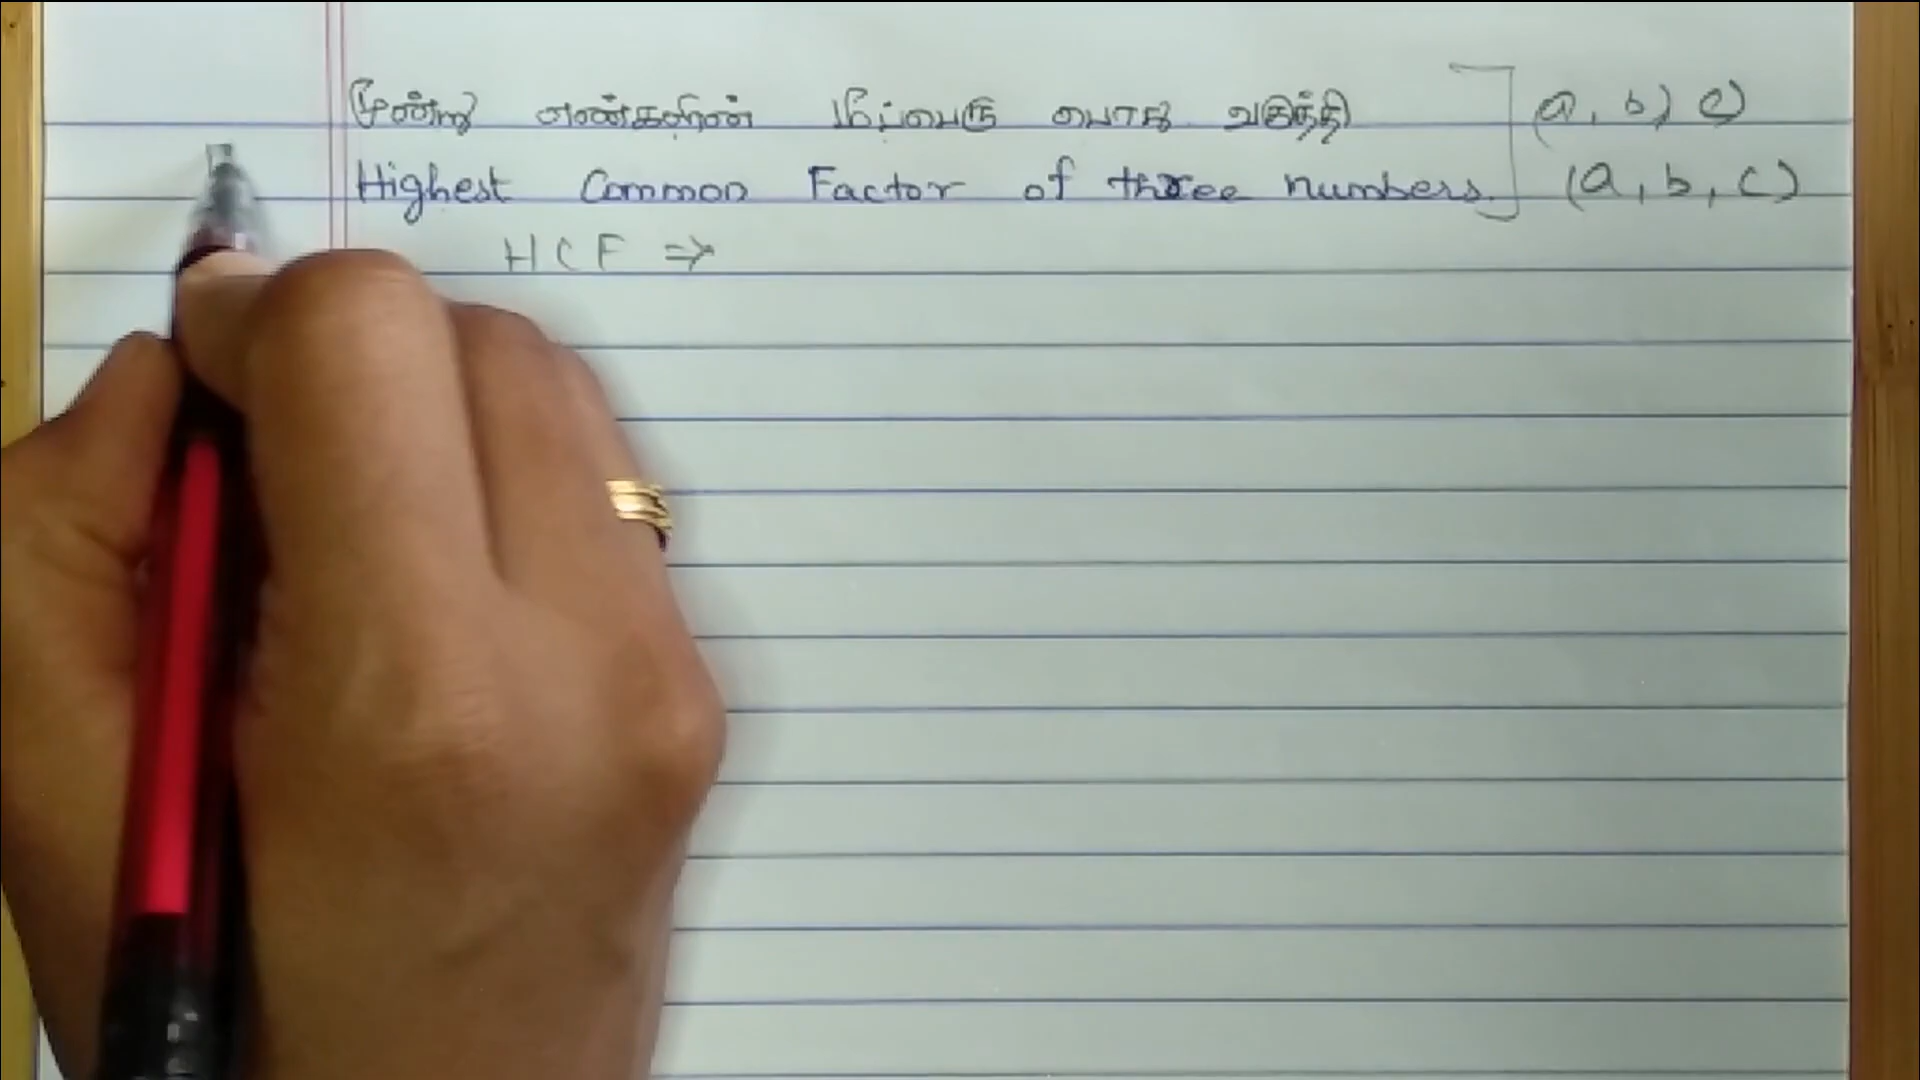 மூன்று எண்களின் மீப்பெரு பொது வகுத்தி (a, b) c)
Highest Common Factor of three numbers. (a, b, c)
HCF ⇒